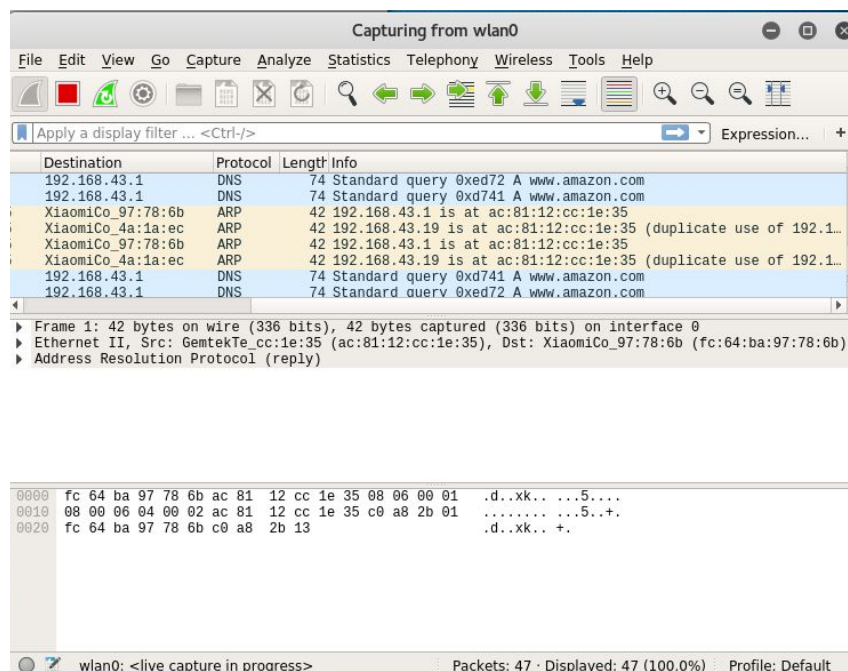 Capturing from wlan0
File Edit View Go Capture Analyze Statistics Telephony Wireless Tools Help
Apply a display filter ... <Ctrl-/> Expression... +
Destination Protocol Length Info
192.168.43.1 DNS 74 Standard query 0xed72 A www.amazon.com
192.168.43.1 DNS 74 Standard query 0xd741 A www.amazon.com
XiaomiCo_97:78:6b ARP 42 192.168.43.1 is at ac:81:12:cc:1e:35
XiaomiCo_4a:1a:ec ARP 42 192.168.43.19 is at ac:81:12:cc:1e:35 (duplicate use of 192.1…
XiaomiCo_97:78:6b ARP 42 192.168.43.1 is at ac:81:12:cc:1e:35
XiaomiCo_4a:1a:ec ARP 42 192.168.43.19 is at ac:81:12:cc:1e:35 (duplicate use of 192.1…
192.168.43.1 DNS 74 Standard query 0xd741 A www.amazon.com
192.168.43.1 DNS 74 Standard query 0xed72 A www.amazon.com
Frame 1: 42 bytes on wire (336 bits), 42 bytes captured (336 bits) on interface 0
Ethernet II, Src: GemtekTe_cc:1e:35 (ac:81:12:cc:1e:35), Dst: XiaomiCo_97:78:6b (fc:64:ba:97:78:6b)
Address Resolution Protocol (reply)
0000 fc 64 ba 97 78 6b ac 81 12 cc 1e 35 08 06 00 01 .d..xk.. ...5....
0010 08 00 06 04 00 02 ac 81 12 cc 1e 35 c0 a8 2b 01 ........ ...5..+.
0020 fc 64 ba 97 78 6b c0 a8 2b 13 .d..xk.. +.
wlan0: <live capture in progress> Packets: 47 · Displayed: 47 (100.0%) Profile: Default